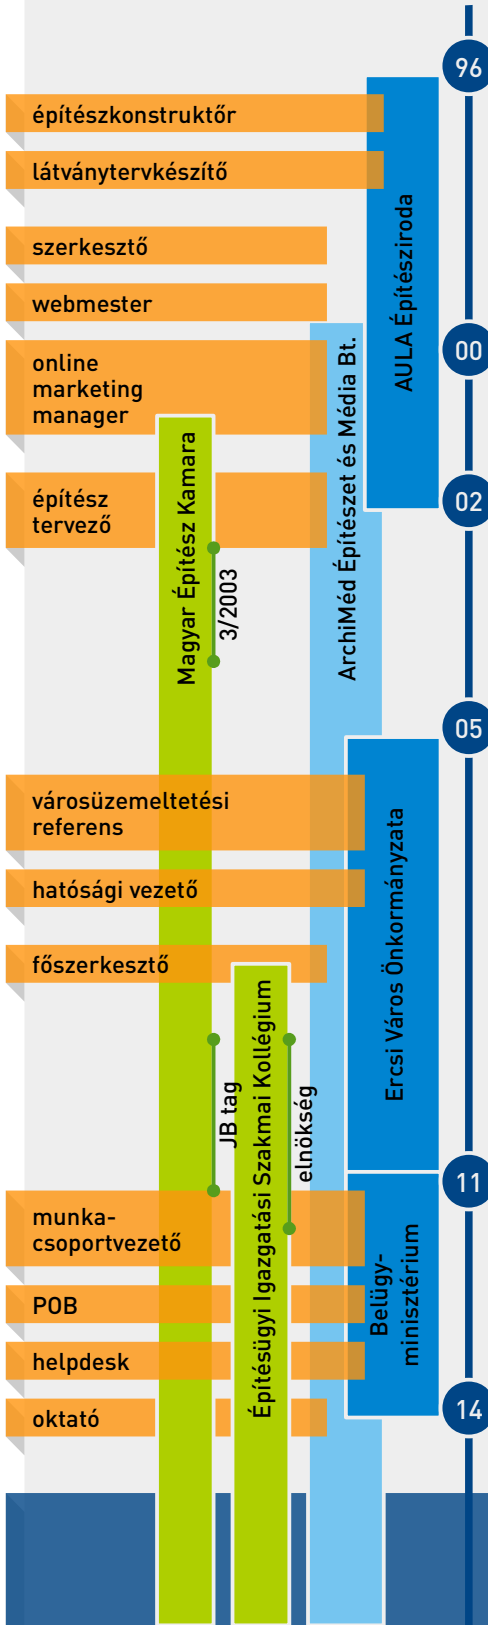 96
építészkonstruktőr
látványtervkészítő
AULA Építésziroda
szerkesztő
webmester
00
online
marketing
manager
ArchiMéd Építészet és Média Bt.
Magyar Építész Kamara
építész
tervező
02
3/2003
05
városüzemeltetési
referens
Ercsi Város Önkormányzata
hatósági vezető
főszerkesztő
Építésügyi Igazgatási Szakmai Kollégium
JB tag
elnökség
11
munka-
csoportvezető
Belügy-
minisztérium
POB
helpdesk
oktató
14